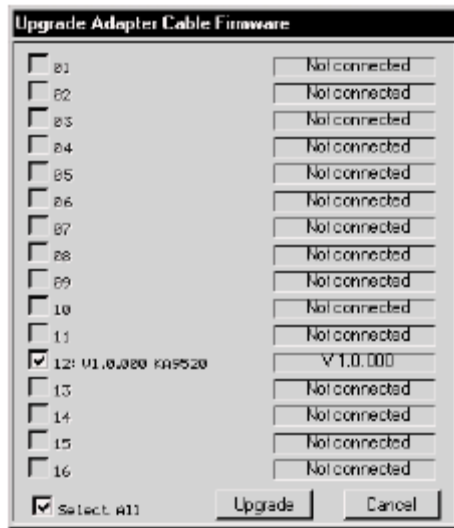 Upgrade Adapter Cable Firmware
01 Not connected
02 Not connected
03 Not connected
04 Not connected
05 Not connected
06 Not connected
07 Not connected
08 Not connected
09 Not connected
10 Not connected
11 Not connected
12: V1.0.000 KA9520 V 1.0.000
13 Not connected
14 Not connected
15 Not connected
16 Not connected
Select All Upgrade Cancel